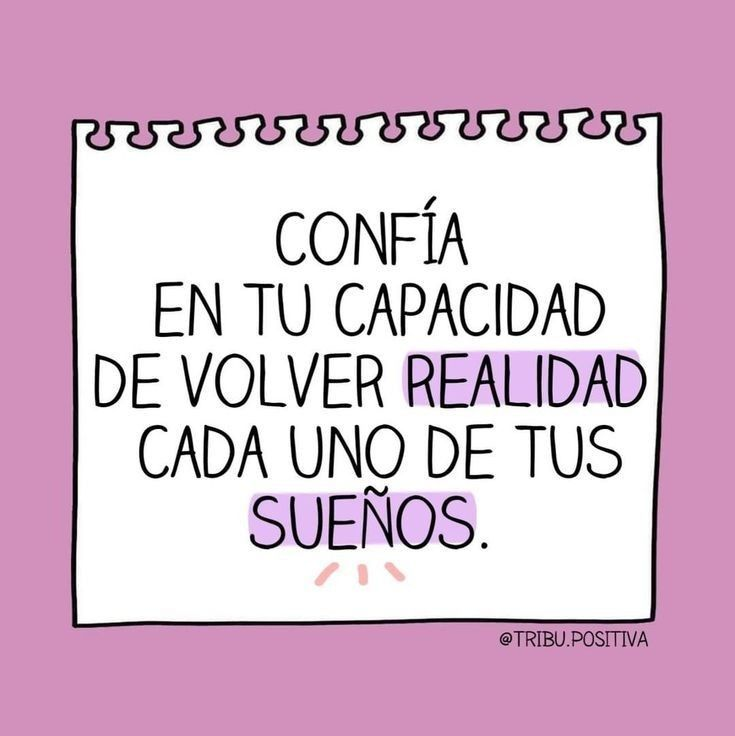 CONFÍA
EN TU CAPACIDAD
DE VOLVER REALIDAD
CADA UNO DE TUS
SUEÑOS.
@TRIBU.POSITIVA